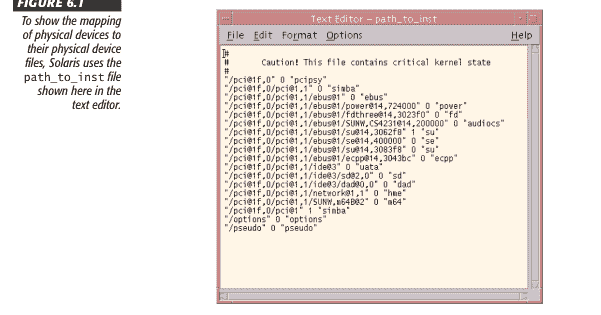 FIGURE 6.1
To show the mapping
of physical devices to
their physical device
files, Solaris uses the
path_to_inst file
shown here in the
text editor.
Text Editor – path_to_inst
File Edit Format Options Help
#
# Caution! This file contains critical kernel state
#
"/pci@1f,0" 0 "pcipsy"
"/pci@1f,0/pci@1,1" 0 "simba"
"/pci@1f,0/pci@1,1/ebus@1" 0 "ebus"
"/pci@1f,0/pci@1,1/ebus@1/power@14,724000" 0 "power"
"/pci@1f,0/pci@1,1/ebus@1/fdthree@14,3023f0" 0 "fd"
"/pci@1f,0/pci@1,1/ebus@1/SUNW,CS4231@14,200000" 0 "audiocs"
"/pci@1f,0/pci@1,1/ebus@1/su@14,3062f8" 1 "su"
"/pci@1f,0/pci@1,1/ebus@1/se@14,400000" 0 "se"
"/pci@1f,0/pci@1,1/ebus@1/su@14,3083f8" 0 "su"
"/pci@1f,0/pci@1,1/ebus@1/ecpp@14,3043bc" 0 "ecpp"
"/pci@1f,0/pci@1,1/ide@3" 0 "uata"
"/pci@1f,0/pci@1,1/ide@3/sd@2,0" 0 "sd"
"/pci@1f,0/pci@1,1/ide@3/dad@0,0" 0 "dad"
"/pci@1f,0/pci@1,1/network@1,1" 0 "hme"
"/pci@1f,0/pci@1,1/SUNW,m64B@2" 0 "m64"
"/pci@1f,0/pci@1" 1 "simba"
"/options" 0 "options"
"/pseudo" 0 "pseudo"